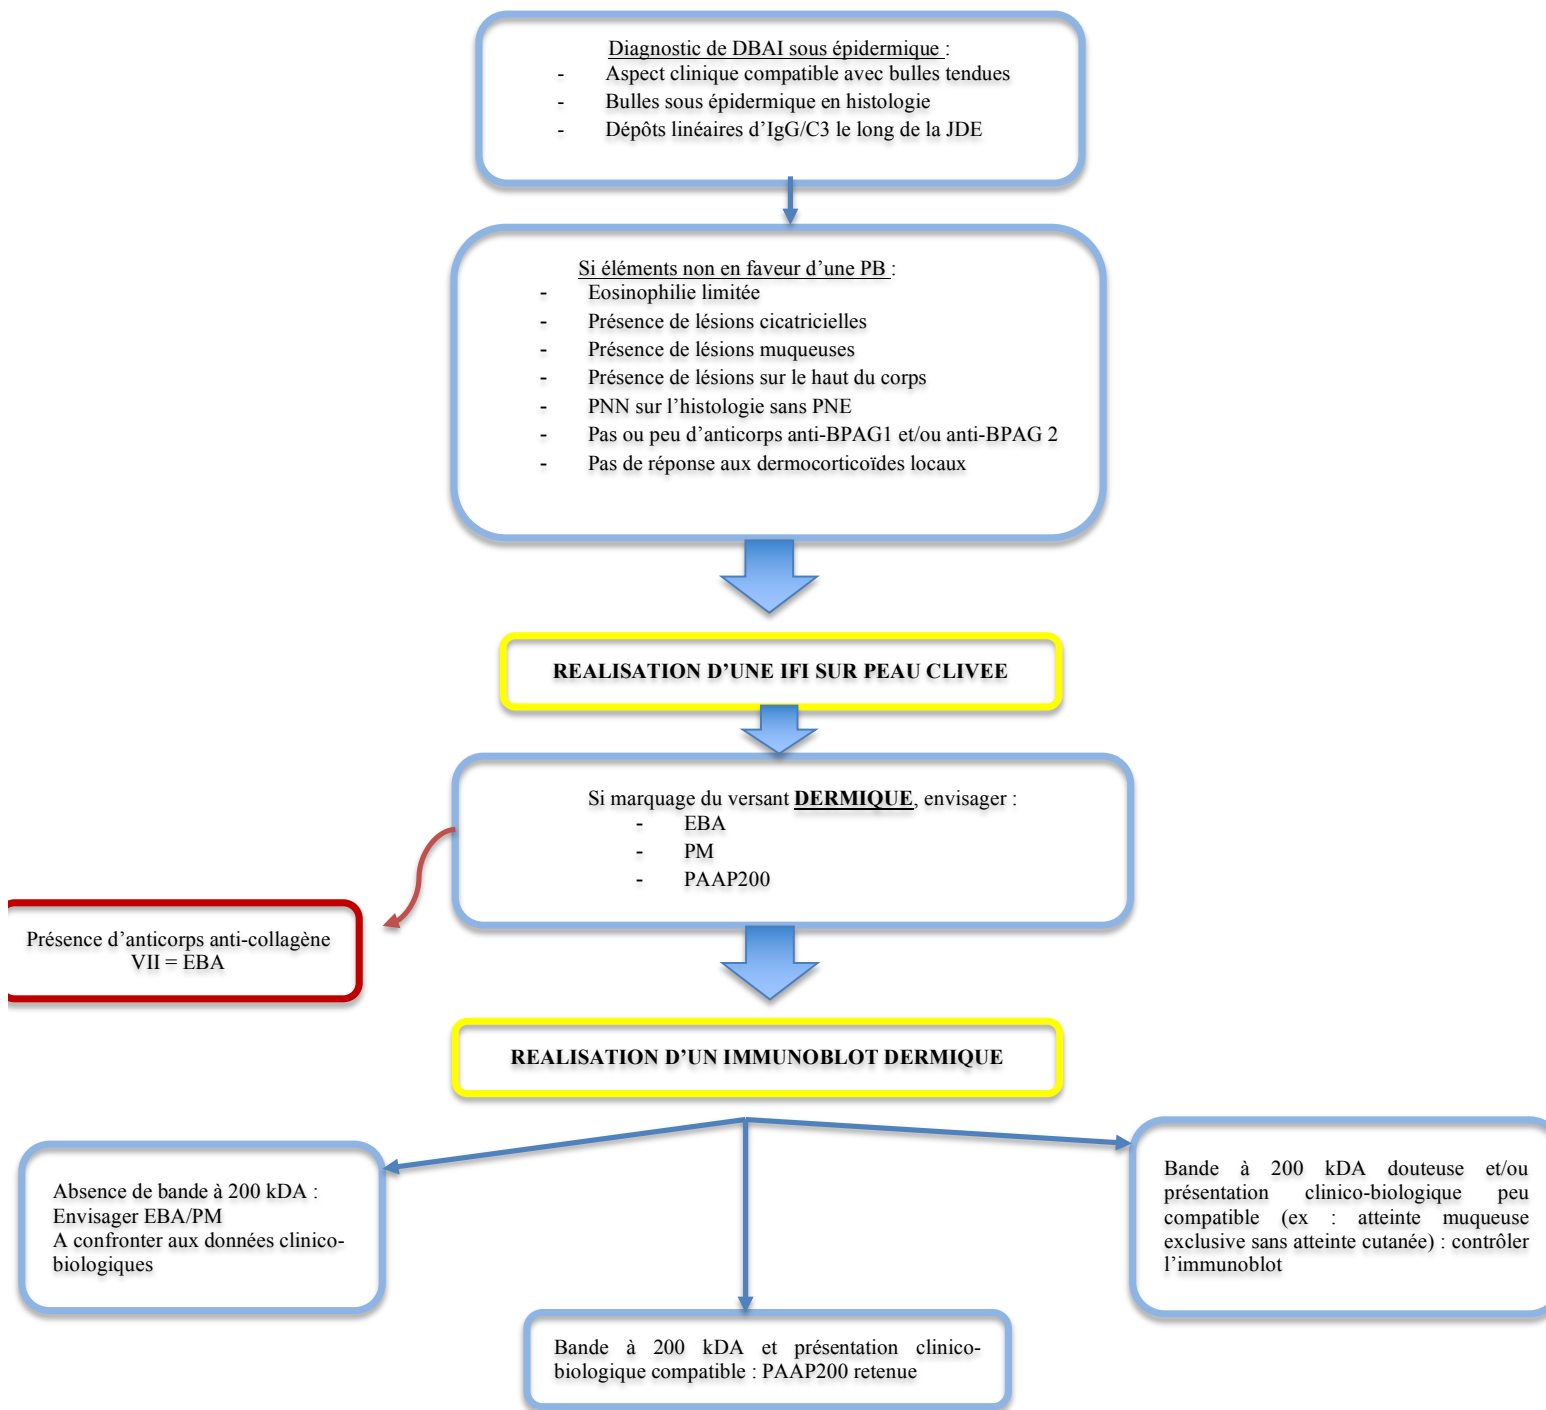 Diagnostic de DBAI sous épidermique :
- Aspect clinique compatible avec bulles tendues
- Bulles sous épidermique en histologie
- Dépôts linéaires d’IgG/C3 le long de la JDE
Si éléments non en faveur d’une PB :
- Eosinophilie limitée
- Présence de lésions cicatricielles
- Présence de lésions muqueuses
- Présence de lésions sur le haut du corps
- PNN sur l’histologie sans PNE
- Pas ou peu d’anticorps anti-BPAG1 et/ou anti-BPAG 2
- Pas de réponse aux dermocorticoïdes locaux
REALISATION D’UNE IFI SUR PEAU CLIVEE
Si marquage du versant DERMIQUE, envisager :
- EBA
- PM
- PAAP200
Présence d’anticorps anti-collagène
VII = EBA
REALISATION D’UN IMMUNOBLOT DERMIQUE
Absence de bande à 200 kDA :
Envisager EBA/PM
A confronter aux données clinico-
biologiques
Bande à 200 kDA douteuse et/ou
présentation clinico-biologique peu
compatible (ex : atteinte muqueuse
exclusive sans atteinte cutanée) : contrôler
l’immunoblot
Bande à 200 kDA et présentation clinico-
biologique compatible : PAAP200 retenue